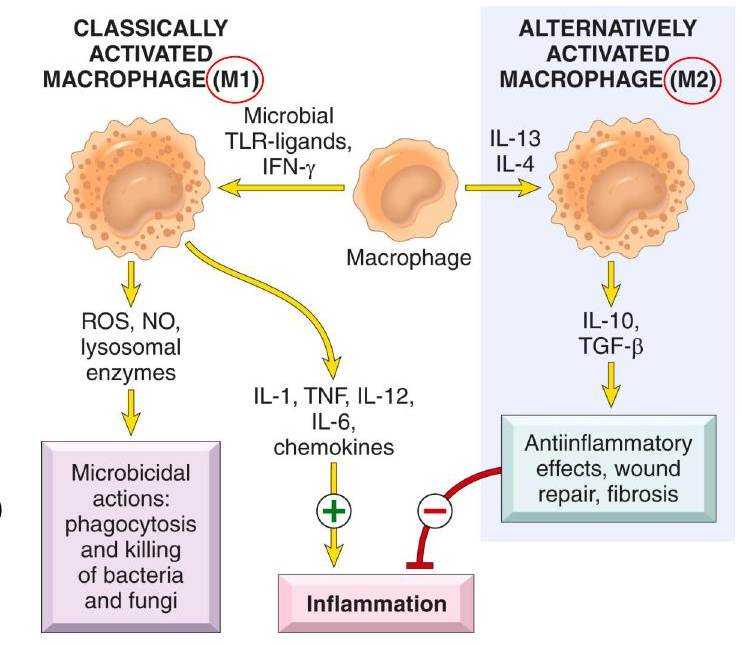 CLASSICALLY
ACTIVATED
MACROPHAGE (M1)
ALTERNATIVELY
ACTIVATED
MACROPHAGE (M2)
Microbial
TLR-ligands,
IFN-γ
IL-13
IL-4
Macrophage
ROS, NO,
lysosomal
enzymes
IL-10,
TGF-β
IL-1, TNF, IL-12,
IL-6,
chemokines
Microbicidal
actions:
phagocytosis
and killing
of bacteria
and fungi
Antiinflammatory
effects, wound
repair, fibrosis
+
−
Inflammation